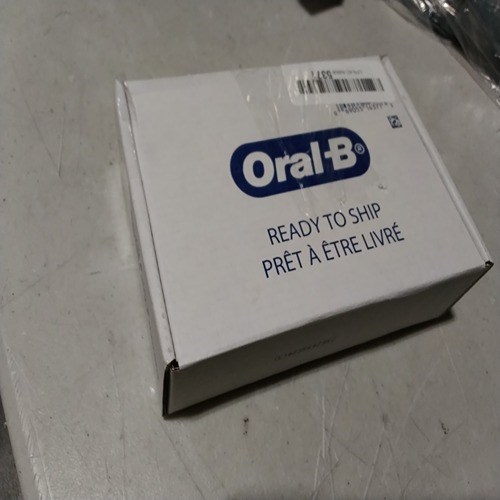 Oral-B®
READY TO SHIP
PRÊT À ÊTRE LIVRÉ